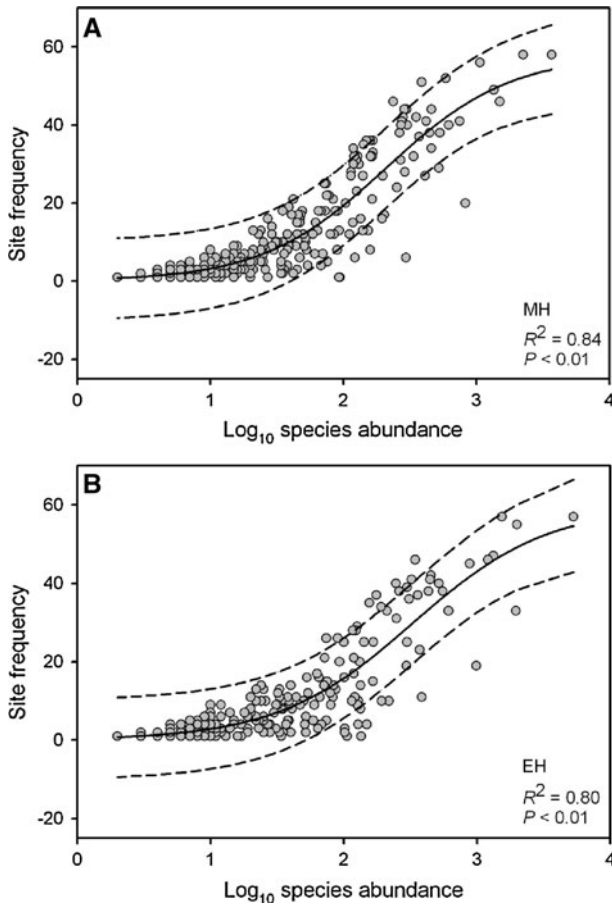 A
60
40
20
0
-20
Site frequency
MH
R² = 0.84
P < 0.01
0 1 2 3 4
Log₁₀ species abundance
B
60
40
20
0
-20
Site frequency
EH
R² = 0.80
P < 0.01
0 1 2 3 4
Log₁₀ species abundance